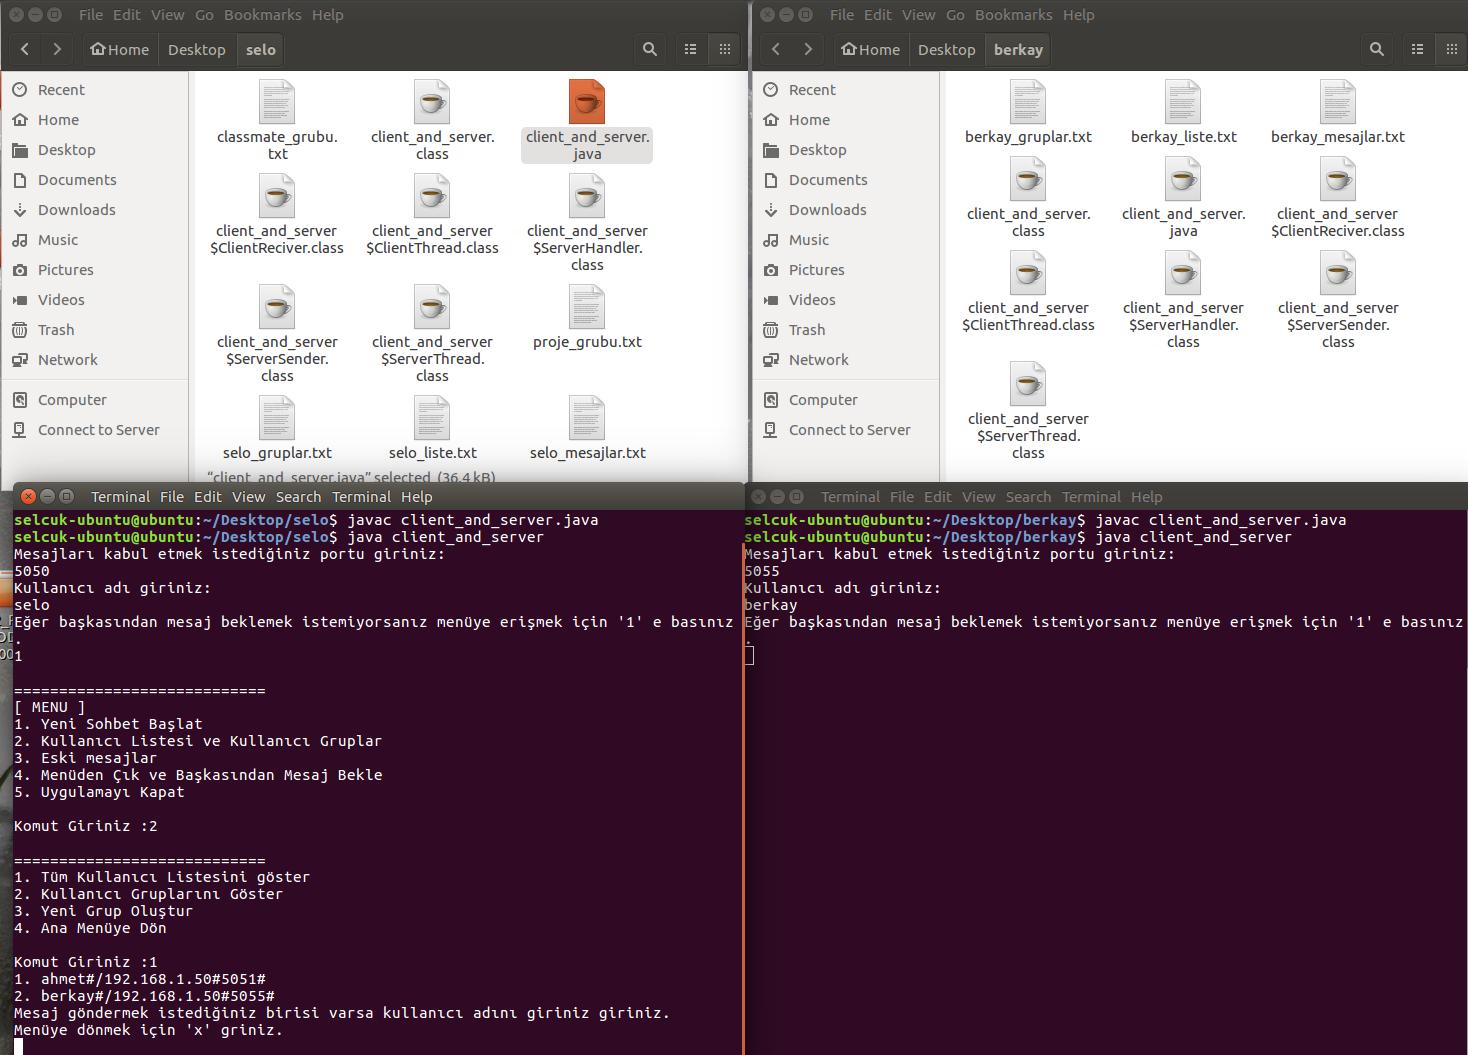 File Edit View Go Bookmarks Help
Home Desktop selo
Recent
Home
Desktop
Documents
Downloads
Music
Pictures
Videos
Trash
Network
Computer
Connect to Server
classmate_grubu.
txt
client_and_server.
class
client_and_server.
java
client_and_server
$ClientReciver.class
client_and_server
$ClientThread.class
client_and_server
$ServerHandler.
class
client_and_server
$ServerSender.
class
client_and_server
$ServerThread.
class
proje_grubu.txt
selo_gruplar.txt
selo_liste.txt
selo_mesajlar.txt
"client_and_server.java" selected (36.4 kB)
File Edit View Go Bookmarks Help
Home Desktop berkay
Recent
Home
Desktop
Documents
Downloads
Music
Pictures
Videos
Trash
Network
Computer
Connect to Server
berkay_gruplar.txt
berkay_liste.txt
berkay_mesajlar.txt
client_and_server.
class
client_and_server.
java
client_and_server
$ClientReciver.class
client_and_server
$ClientThread.class
client_and_server
$ServerHandler.
class
client_and_server
$ServerSender.
class
client_and_server
$ServerThread.
class
Terminal File Edit View Search Terminal Help
selcuk-ubuntu@ubuntu:~/Desktop/selo$ javac client_and_server.java
selcuk-ubuntu@ubuntu:~/Desktop/selo$ java client_and_server
Mesajları kabul etmek istediğiniz portu giriniz:
5050
Kullanıcı adı giriniz:
selo
Eğer başkasından mesaj beklemek istemiyorsanız menüye erişmek için '1' e basınız
.
1
============================
[ MENU ]
1. Yeni Sohbet Başlat
2. Kullanıcı Listesi ve Kullanıcı Gruplar
3. Eski mesajlar
4. Menüden Çık ve Başkasından Mesaj Bekle
5. Uygulamayı Kapat
Komut Giriniz :2
============================
1. Tüm Kullanıcı Listesini göster
2. Kullanıcı Gruplarını Göster
3. Yeni Grup Oluştur
4. Ana Menüye Dön
Komut Giriniz :1
1. ahmet#/192.168.1.50#5051#
2. berkay#/192.168.1.50#5055#
Mesaj göndermek istediğiniz birisi varsa kullanıcı adını giriniz giriniz.
Menüye dönmek için 'x' griniz.
Terminal File Edit View Search Terminal Help
selcuk-ubuntu@ubuntu:~/Desktop/berkay$ javac client_and_server.java
selcuk-ubuntu@ubuntu:~/Desktop/berkay$ java client_and_server
Mesajları kabul etmek istediğiniz portu giriniz:
5055
Kullanıcı adı giriniz:
berkay
Eğer başkasından mesaj beklemek istemiyorsanız menüye erişmek için '1' e basınız
.